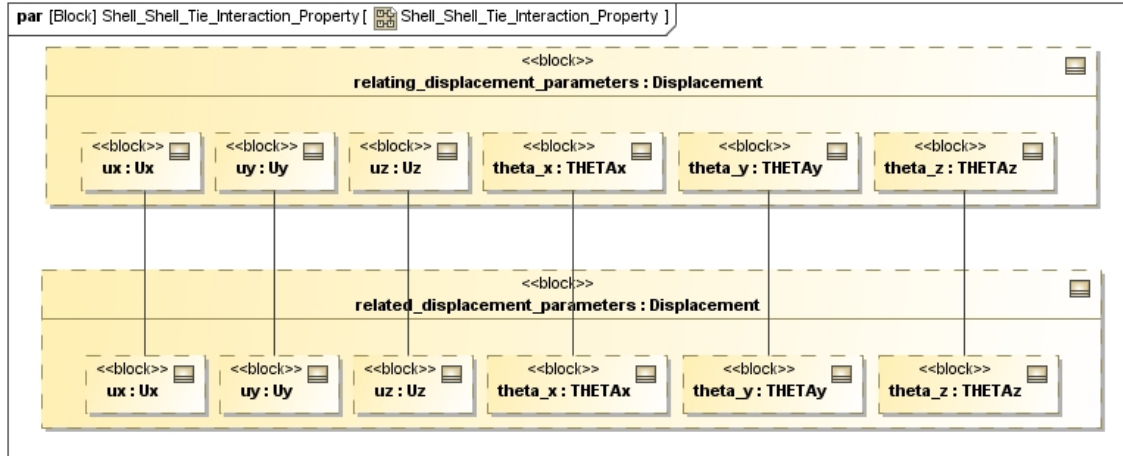 par [Block] Shell_Shell_Tie_Interaction_Property [ Shell_Shell_Tie_Interaction_Property ]
<<block>>
relating_displacement_parameters : Displacement
<<block>> <<block>> <<block>> <<block>> <<block>> <<block>>
ux : Ux uy : Uy uz : Uz theta_x : THETAx theta_y : THETAy theta_z : THETAz
<<block>>
related_displacement_parameters : Displacement
<<block>> <<block>> <<block>> <<block>> <<block>> <<block>>
ux : Ux uy : Uy uz : Uz theta_x : THETAx theta_y : THETAy theta_z : THETAz